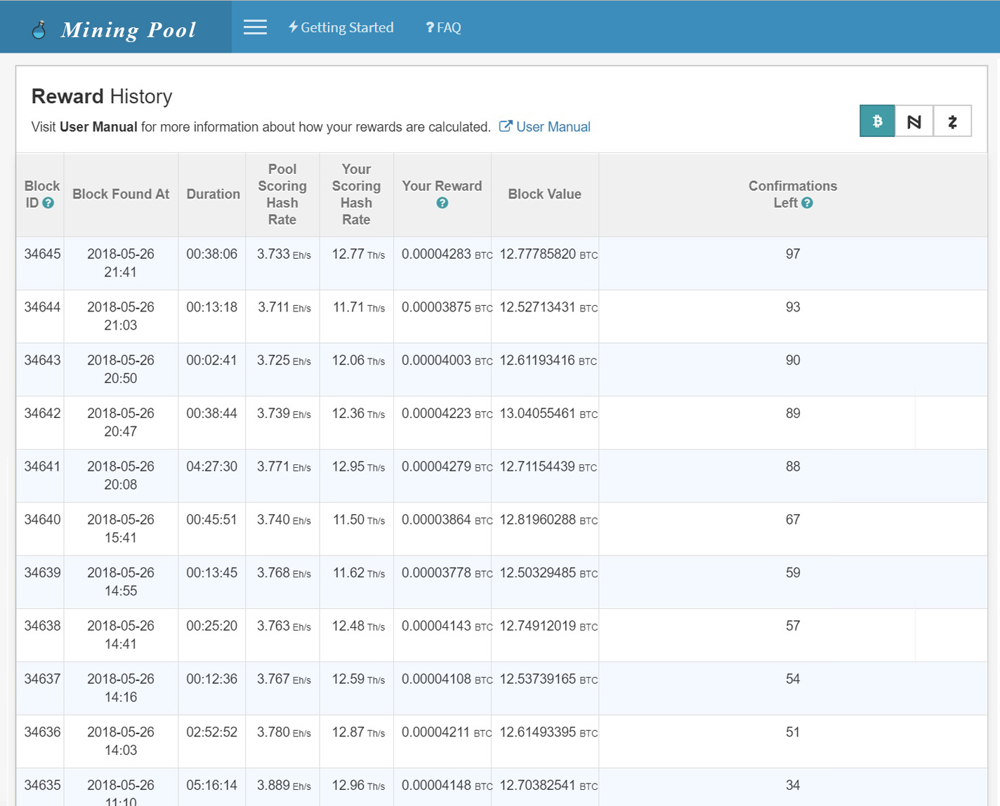 Mining Pool
Getting Started
? FAQ
Reward History
Visit User Manual for more information about how your rewards are calculated. User Manual
Block ID ? Block Found At Duration Pool Scoring Hash Rate Your Scoring Hash Rate Your Reward ? Block Value Confirmations Left ?
34645 2018-05-26 21:41 00:38:06 3.733 Eh/s 12.77 Th/s 0.00004283 BTC 12.77785820 BTC 97
34644 2018-05-26 21:03 00:13:18 3.711 Eh/s 11.71 Th/s 0.00003875 BTC 12.52713431 BTC 93
34643 2018-05-26 20:50 00:02:41 3.725 Eh/s 12.06 Th/s 0.00004003 BTC 12.61193416 BTC 90
34642 2018-05-26 20:47 00:38:44 3.739 Eh/s 12.36 Th/s 0.00004223 BTC 13.04055461 BTC 89
34641 2018-05-26 20:08 04:27:30 3.771 Eh/s 12.95 Th/s 0.00004279 BTC 12.71154439 BTC 88
34640 2018-05-26 15:41 00:45:51 3.740 Eh/s 11.50 Th/s 0.00003864 BTC 12.81960288 BTC 67
34639 2018-05-26 14:55 00:13:45 3.768 Eh/s 11.62 Th/s 0.00003778 BTC 12.50329485 BTC 59
34638 2018-05-26 14:41 00:25:20 3.763 Eh/s 12.48 Th/s 0.00004143 BTC 12.74912019 BTC 57
34637 2018-05-26 14:16 00:12:36 3.767 Eh/s 12.59 Th/s 0.00004108 BTC 12.53739165 BTC 54
34636 2018-05-26 14:03 02:52:52 3.780 Eh/s 12.87 Th/s 0.00004211 BTC 12.61493395 BTC 51
34635 2018-05-26 11:10 05:16:14 3.889 Eh/s 12.96 Th/s 0.00004148 BTC 12.70382541 BTC 34